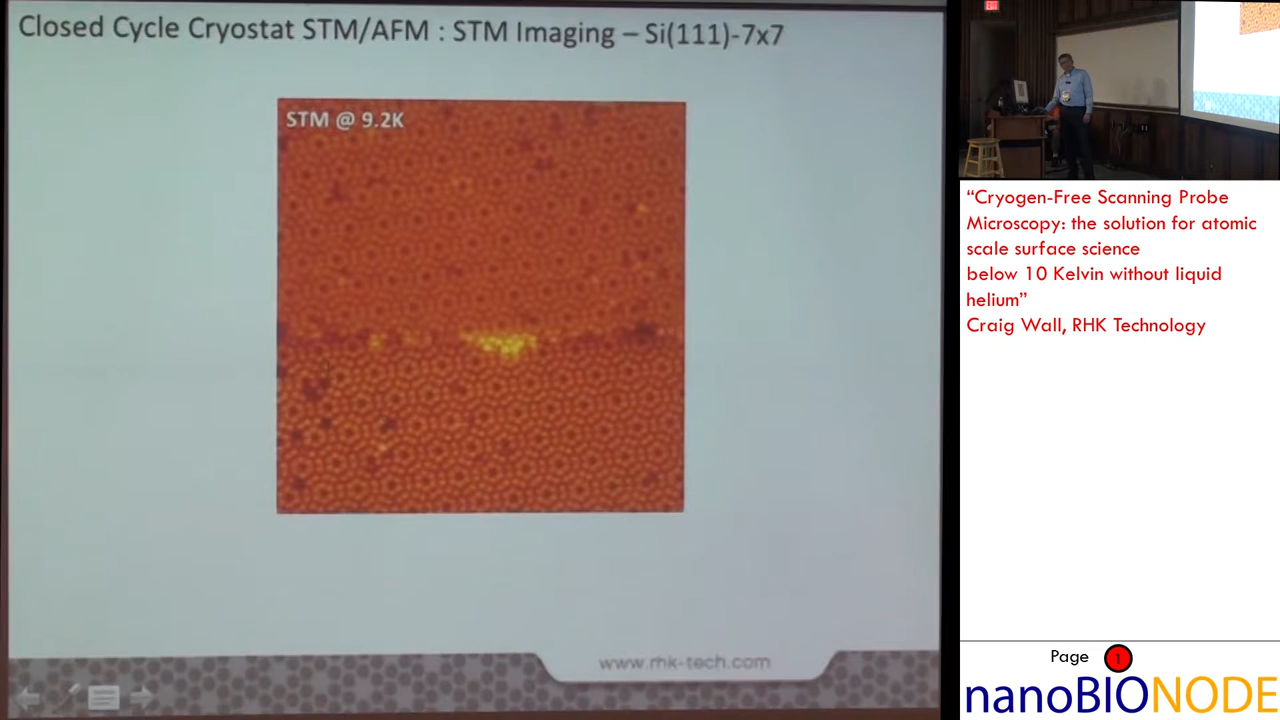 Closed Cycle Cryostat STM/AFM : STM Imaging – Si(111)-7x7
STM @ 9.2K
www.rhk-tech.com
“Cryogen-Free Scanning Probe
Microscopy: the solution for atomic
scale surface science
below 10 Kelvin without liquid
helium”
Craig Wall, RHK Technology
Page 1
nanoBIONODE